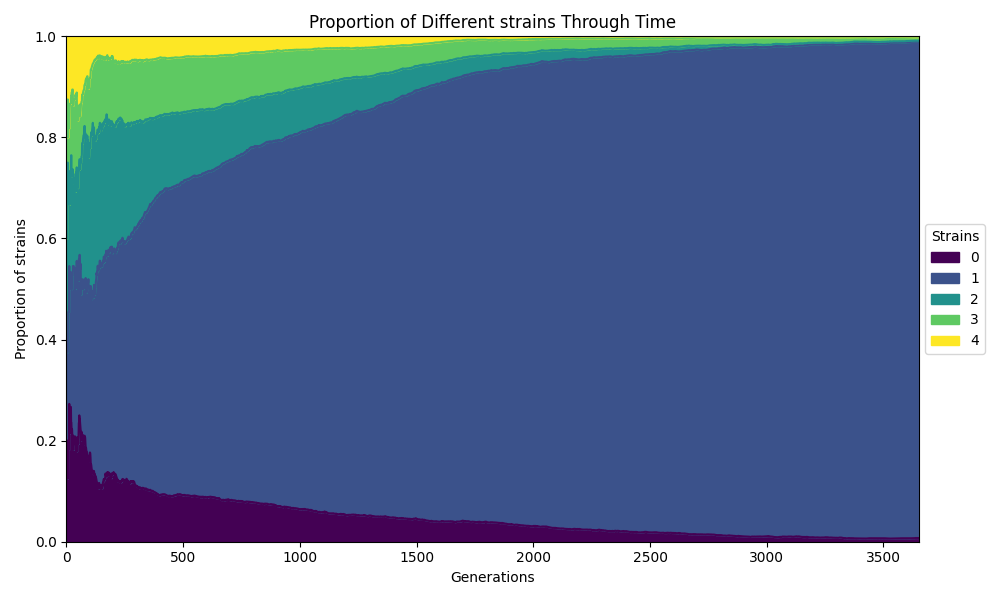 Proportion of Different strains Through Time
Proportion of strains
1.0
0.8
0.6
0.4
0.2
0.0
0 500 1000 1500 2000 2500 3000 3500
Generations
Strains
0
1
2
3
4